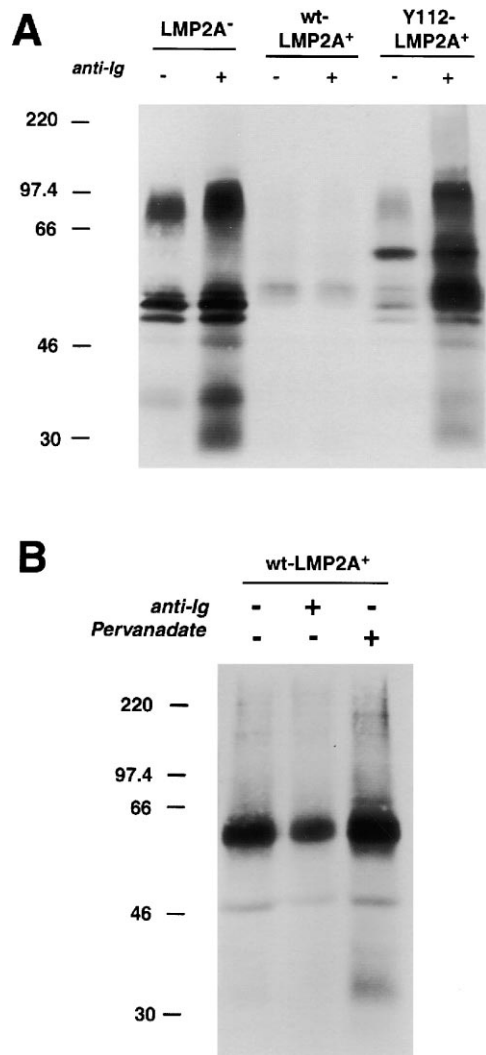 A
LMP2A⁻ wt-LMP2A⁺ Y112-LMP2A⁺
anti-Ig - + - + - +
220
97.4
66
46
30
B
wt-LMP2A⁺
anti-Ig - + -
Pervanadate - - +
220
97.4
66
46
30